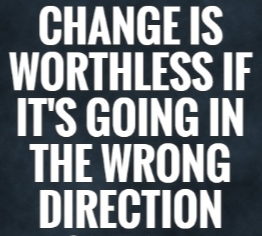 CHANGE IS
WORTHLESS IF
IT'S GOING IN
THE WRONG
DIRECTION